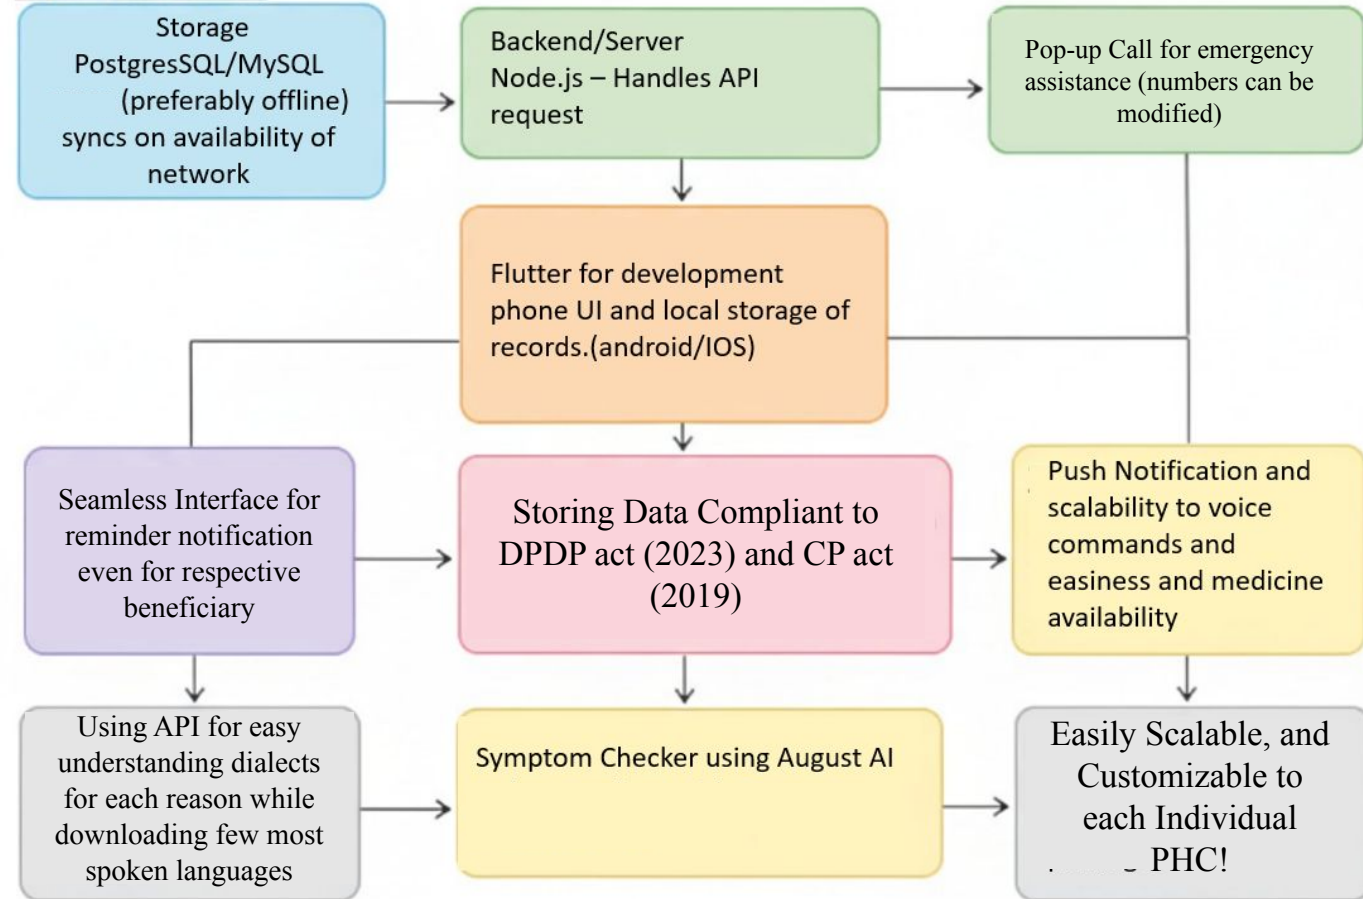 Storage
PostgresSQL/MySQL
(preferably offline)
syncs on availability of
network
Backend/Server
Node.js – Handles API
request
Pop-up Call for emergency
assistance (numbers can be
modified)
Flutter for development
phone UI and local storage of
records.(android/IOS)
Seamless Interface for
reminder notification
even for respective
beneficiary
Storing Data Compliant to
DPDP act (2023) and CP act
(2019)
Push Notification and
scalability to voice
commands and
easiness and medicine
availability
Using API for easy
understanding dialects
for each reason while
downloading few most
spoken languages
Symptom Checker using August AI
Easily Scalable, and
Customizable to
each Individual
PHC!